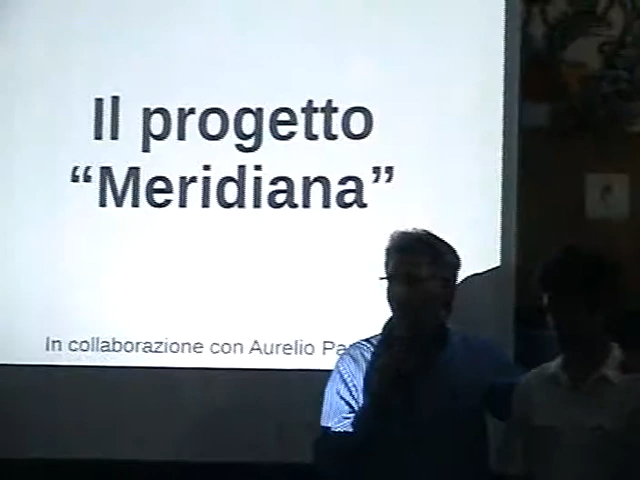 Il progetto
“Meridiana”
In collaborazione con Aurelio